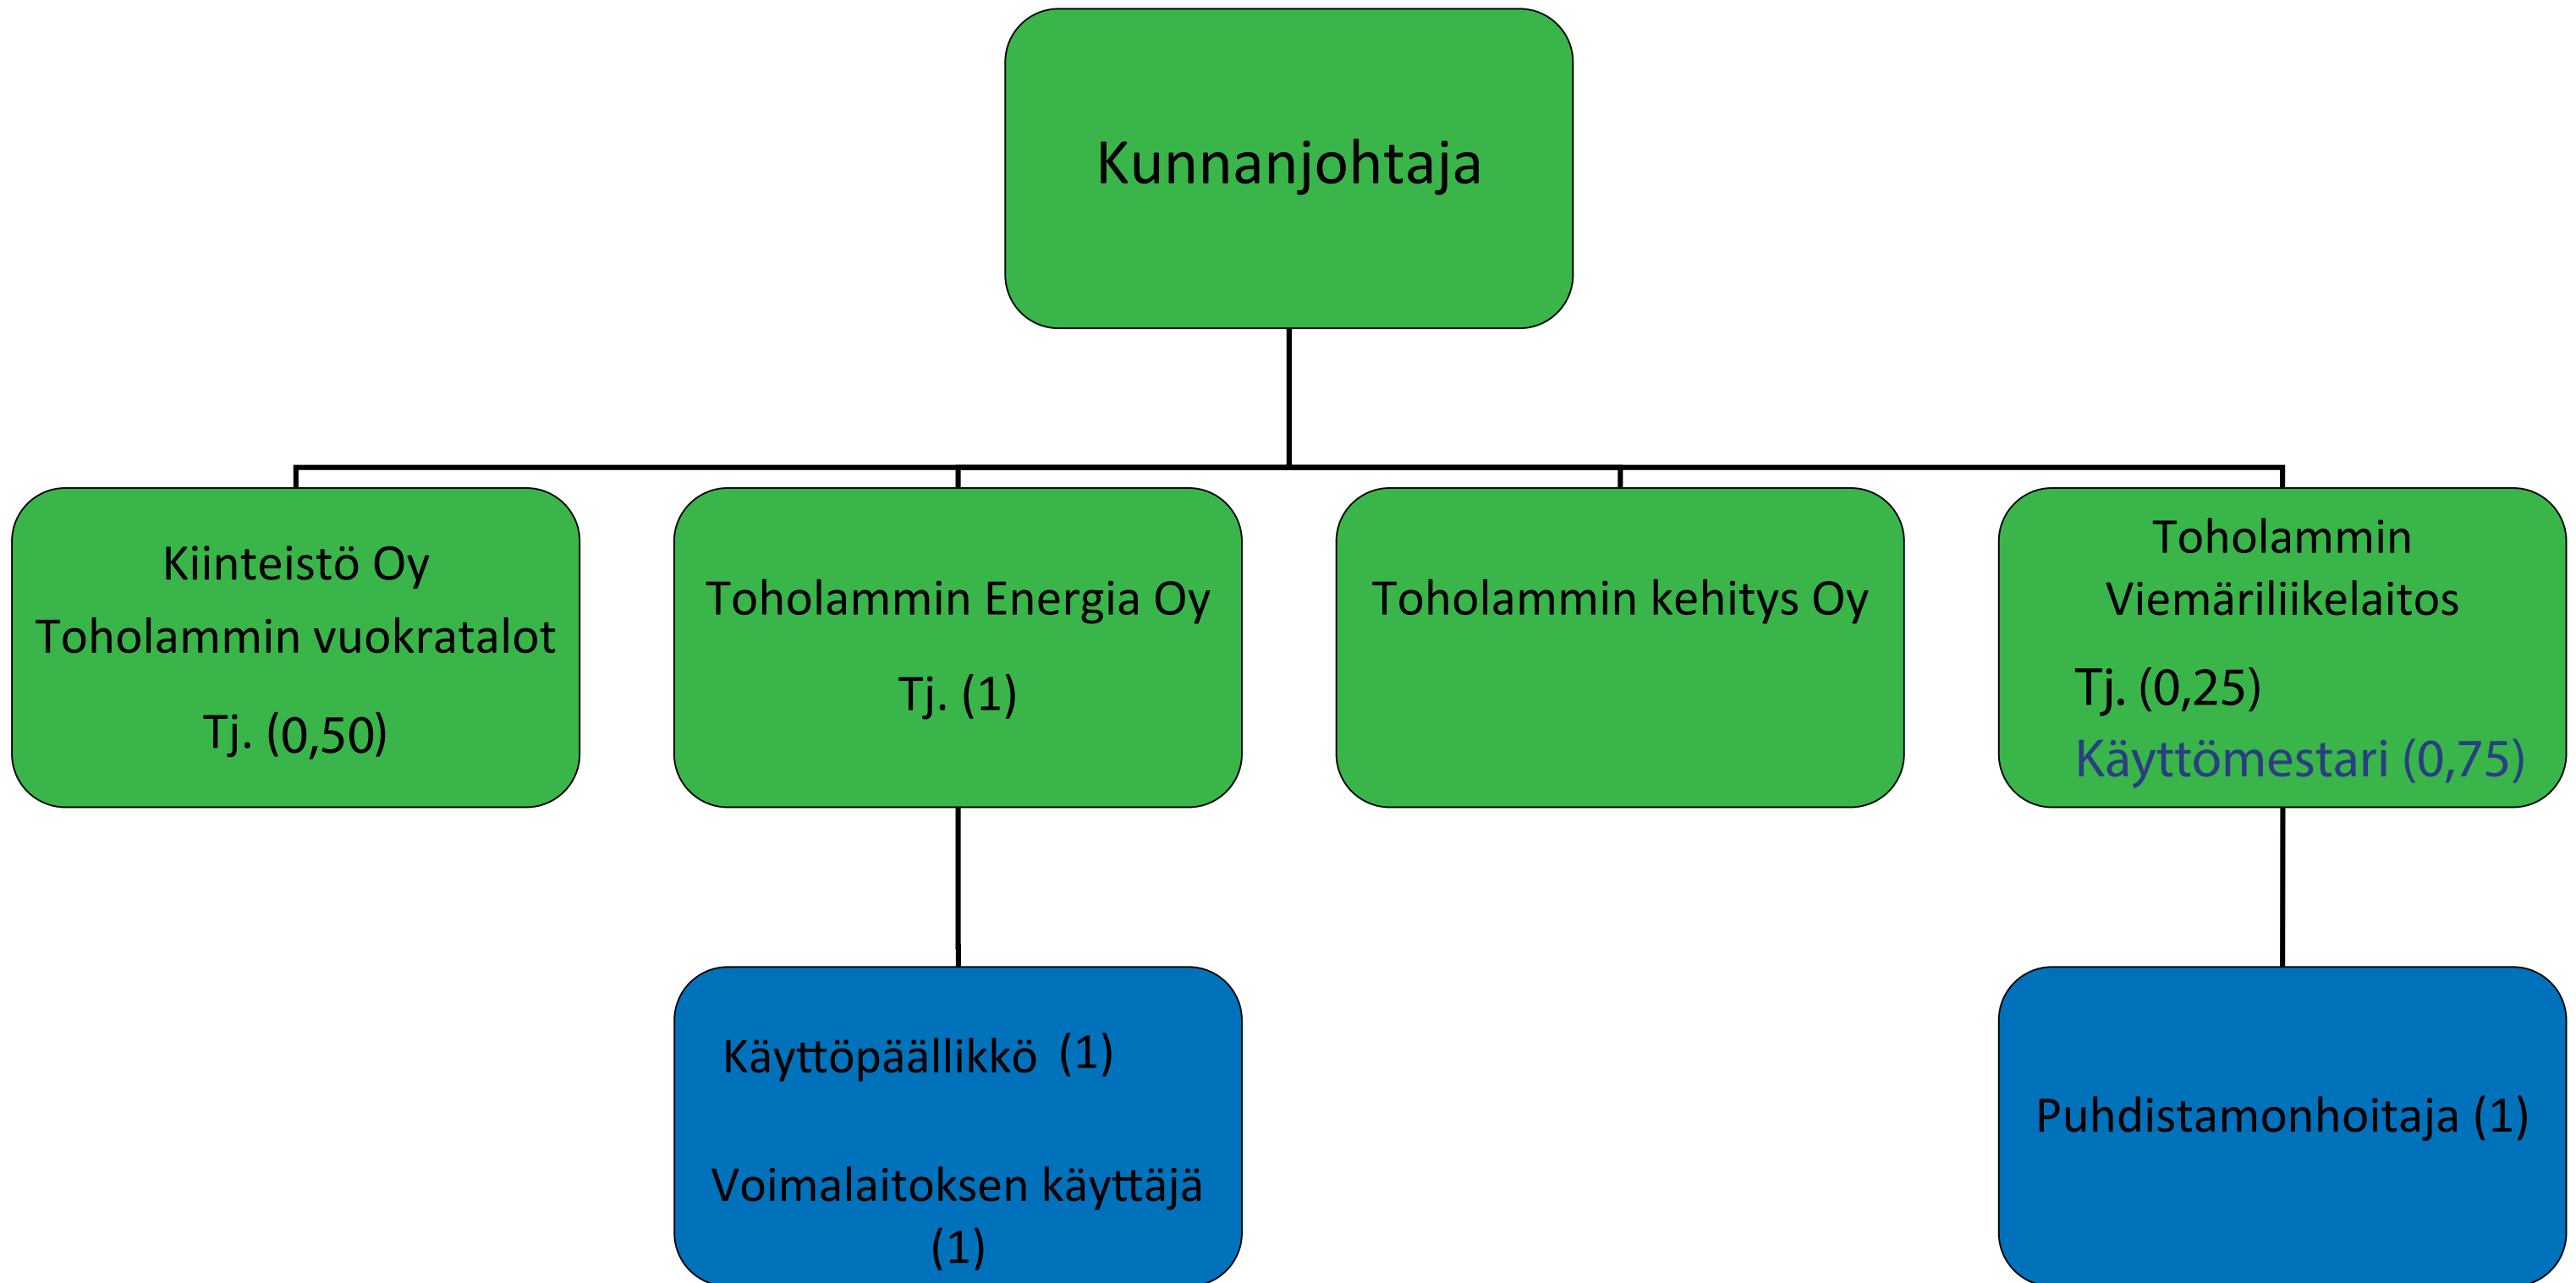 Kunnanjohtaja
Kiinteistö Oy
Toholammin vuokratalot
Tj. (0,50)
Toholammin Energia Oy
Tj. (1)
Toholammin kehitys Oy
Toholammin
Viemäriliikelaitos
Tj. (0,25)
Käyttömestari (0,75)
Käyttöpäällikkö (1)
Voimalaitoksen käyttäjä
(1)
Puhdistamonhoitaja (1)